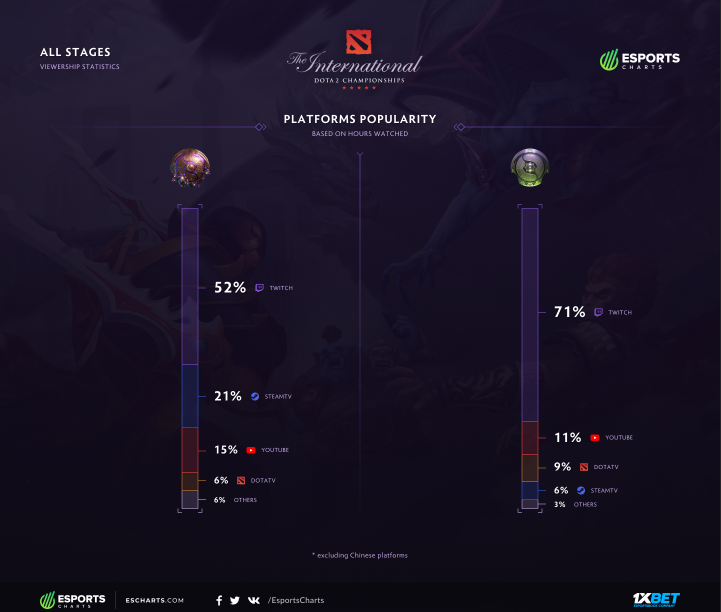 ALL STAGES
VIEWERSHIP STATISTICS
The International
DOTA 2 CHAMPIONSHIPS
ESPORTS
CHARTS
PLATFORMS POPULARITY
BASED ON HOURS WATCHED
52% TWITCH
21% STEAMTV
15% YOUTUBE
6% DOTATV
6% OTHERS
71% TWITCH
11% YOUTUBE
9% DOTATV
6% STEAMTV
3% OTHERS
* excluding Chinese platforms
ESPORTS
CHARTS
ESCHARTS.COM
/EsportsCharts
1XBET
ESPORTSBOOK COMPANY